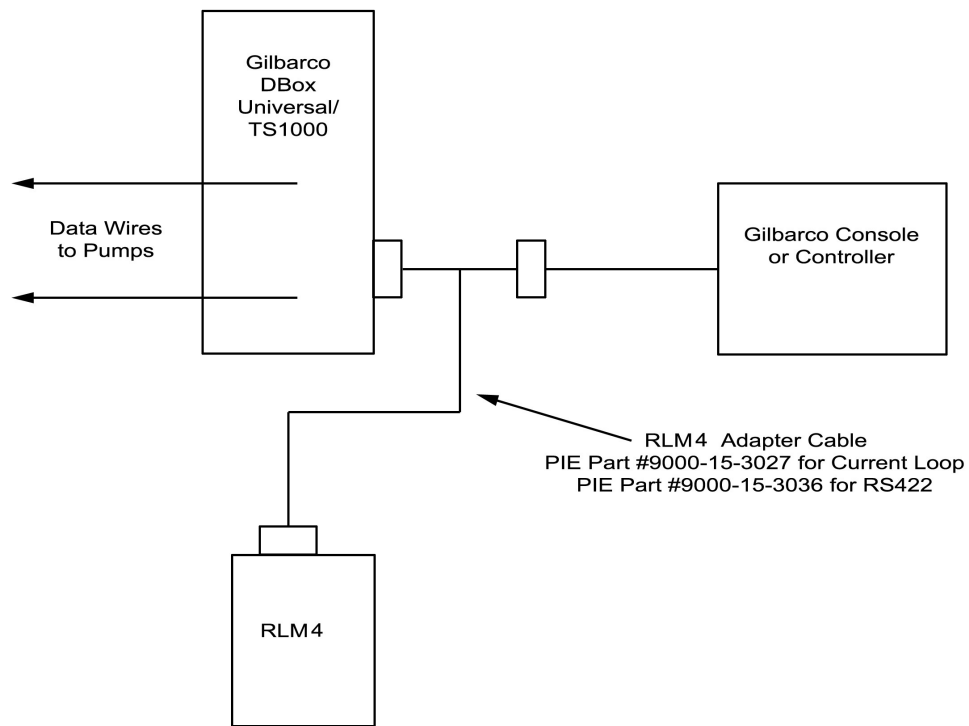 Gilbarco
DBox
Universal/
TS1000
Data Wires
to Pumps
Gilbarco Console
or Controller
RLM4 Adapter Cable
PIE Part #9000-15-3027 for Current Loop
PIE Part #9000-15-3036 for RS422
RLM4